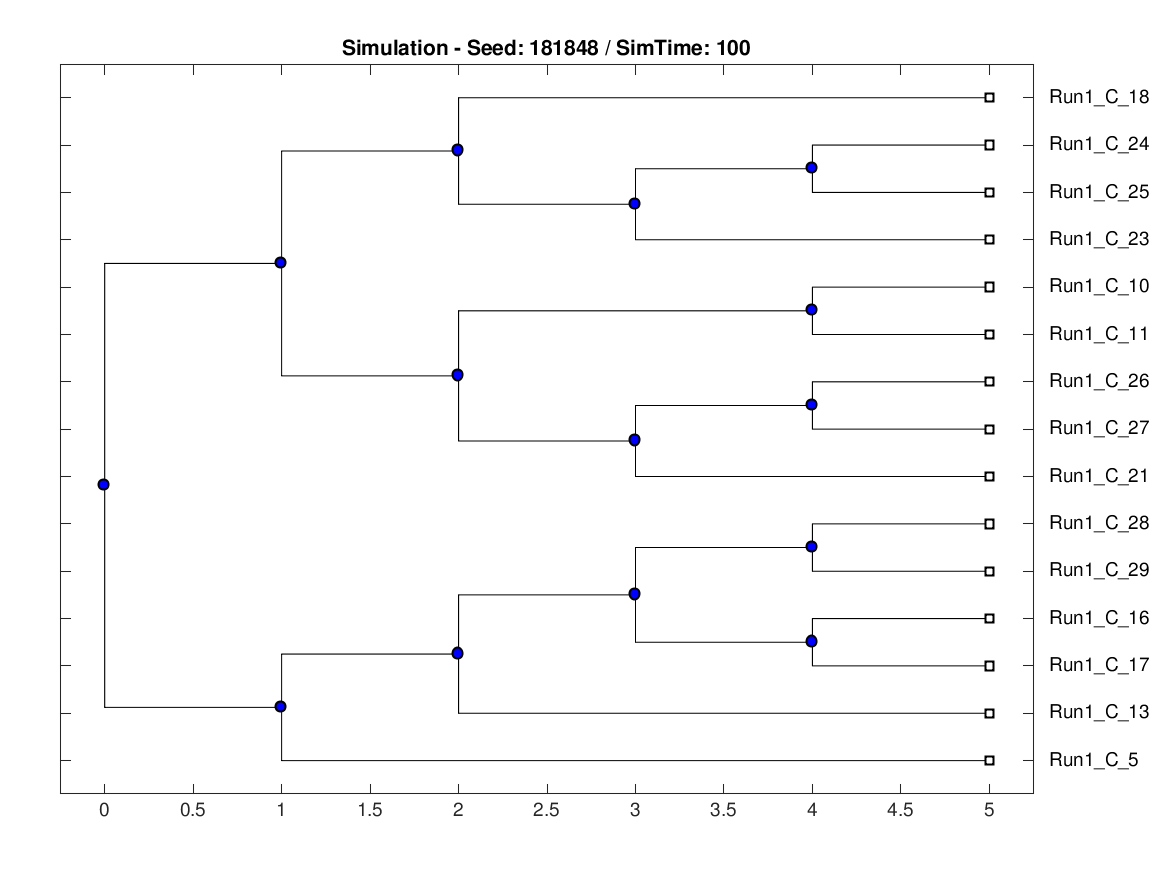 Simulation - Seed: 181848 / SimTime: 100
Run1_C_18
Run1_C_24
Run1_C_25
Run1_C_23
Run1_C_10
Run1_C_11
Run1_C_26
Run1_C_27
Run1_C_21
Run1_C_28
Run1_C_29
Run1_C_16
Run1_C_17
Run1_C_13
Run1_C_5
0 0.5 1 1.5 2 2.5 3 3.5 4 4.5 5